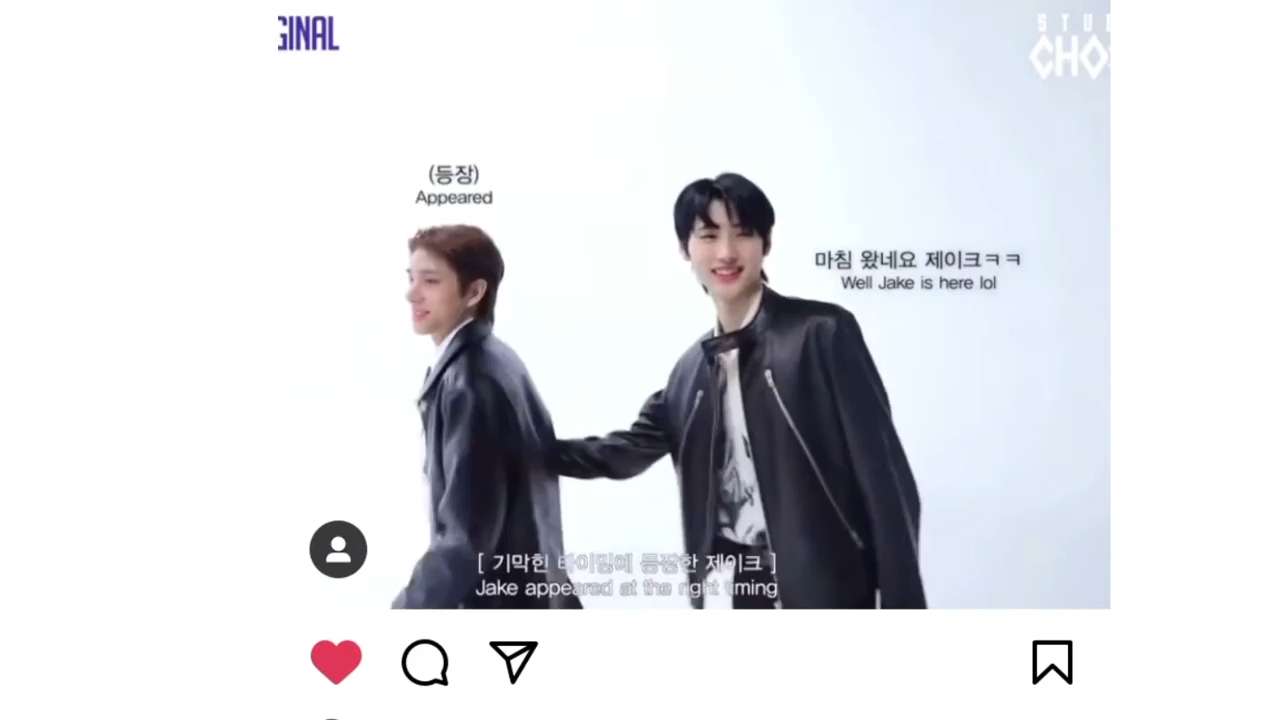 GINAL
STU
CHO
(등장)
Appeared
마침 왔네요 제이크ㅋㅋ
Well Jake is here lol
[ 기막힌 타이밍에 등장한 제이크 ]
Jake appeared at the right timing